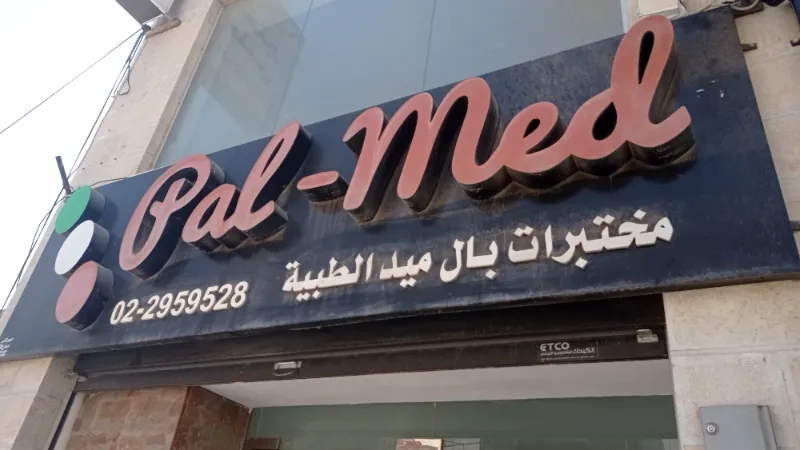 Pal-Med
مختبرات بال ميد الطبية
02-2959528
ETCO